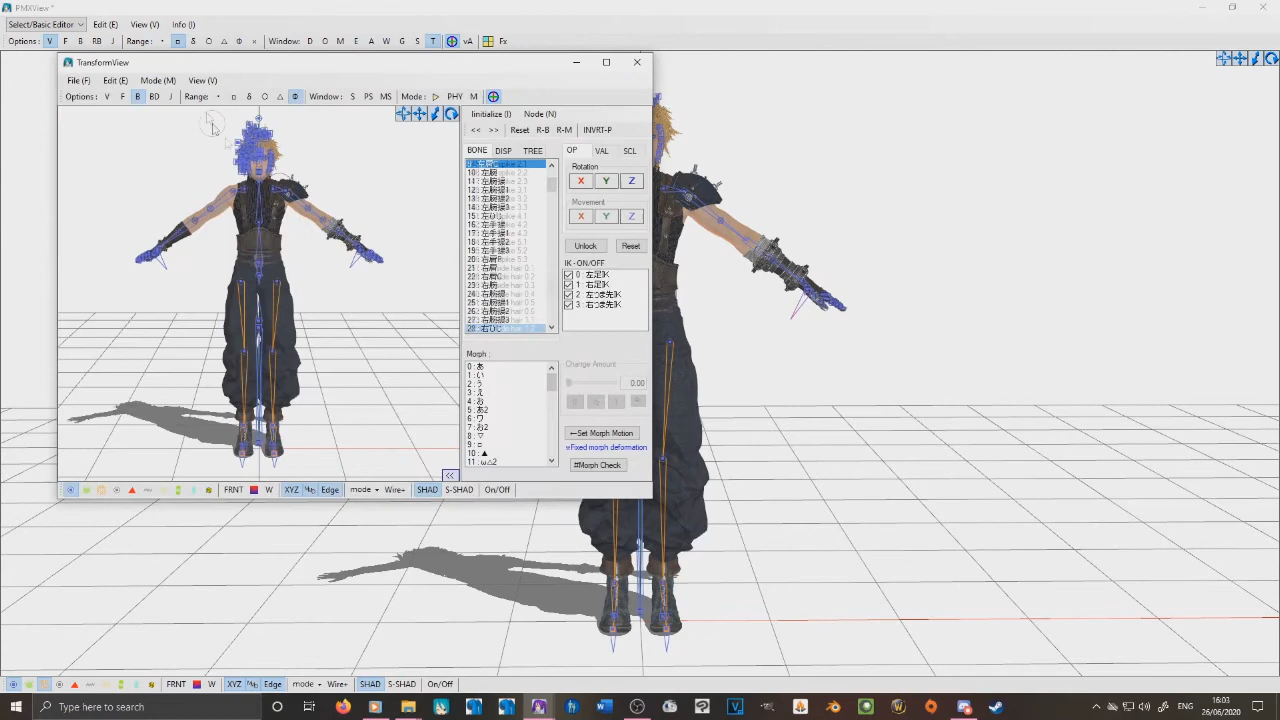 PMXView *
Select/Basic Editor
Edit (E)
View (V)
Info (I)
Options:
V
F
B
RB
J
Range:
Window:
D
O
M
E
A
W
G
S
T
vA
Fx
TransformView
File (F)
Edit (E)
Mode (M)
View (V)
Options:
V
F
B
BD
J
Range:
Window:
S
PS
MS
Mode:
PHY
M
Iinitialize (I)
Node (N)
<<
>>
Reset
R-B
R-M
INVRT-P
BONE
DISP
TREE
OP
VAL
SCL
Rotation
X
Y
Z
Movement
X
Y
Z
Unlock
Reset
IK - ON/OFF
0 : 左足IK
1 : 右足IK
2 : 左つま先IK
3 : 右つま先IK
Morph :
0 : あ
1 : い
2 : う
3 : え
4 : お
5 : あ2
6 : ワ
8 : ▽
10 : ▲
11 : ω△2
Change Amount
0.00
←Set Morph Motion
※Fixed morph deformation
#Morph Check
<<
FRNT
W
XYZ
Edge
mode
Wire+
SHAD
S-SHAD
On/Off
FRNT
W
XYZ
Edge
mode
Wire+
SHAD
S-SHAD
On/Off
Type here to search
ENG
16:03
26/06/2020